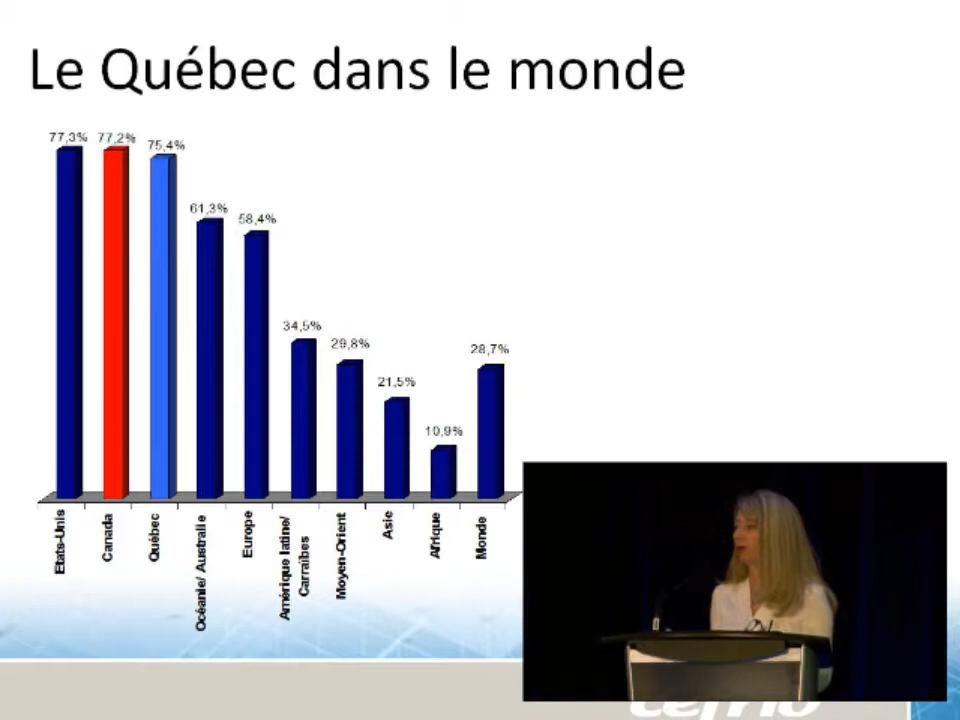 Le Québec dans le monde
77,3%
77,2%
75,4%
61,3%
58,4%
34,5%
29,8%
21,5%
10,9%
28,7%
Etats-Unis
Canada
Québec
Océanie/ Australie
Europe
Amérique latine/
Carraïbes
Moyen-Orient
Asie
Afrique
Monde
cefrio